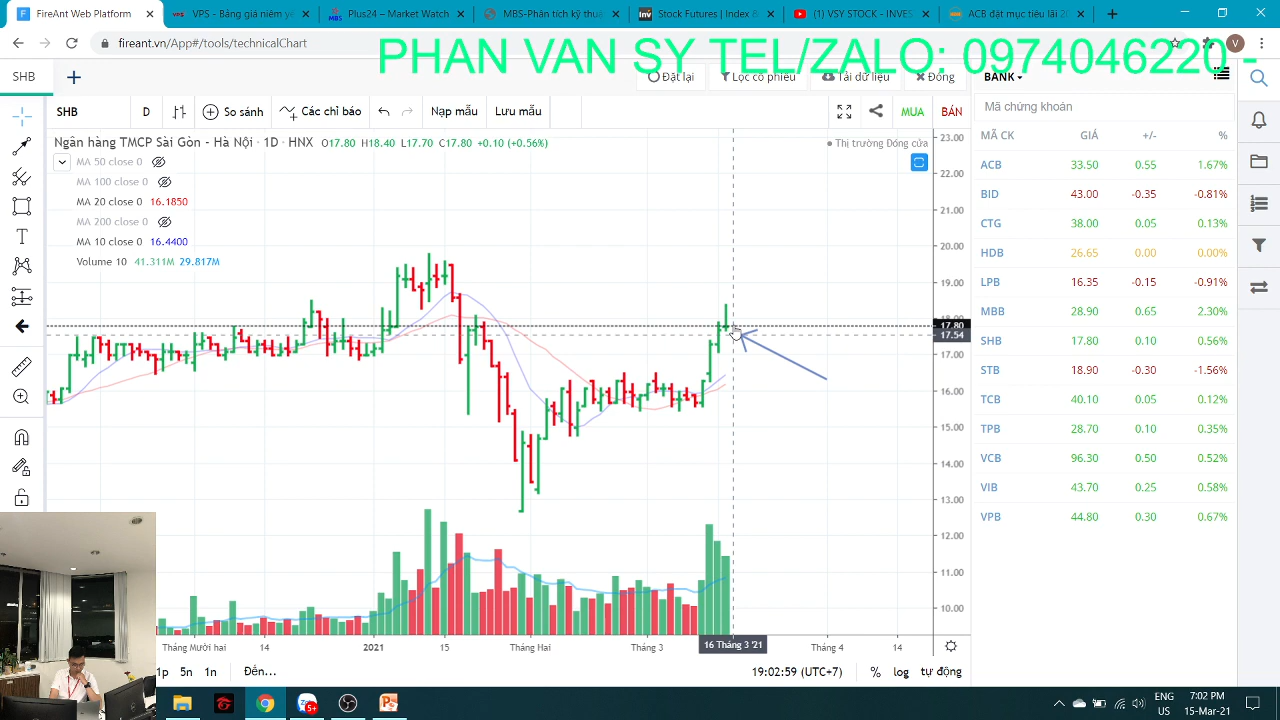 VPS - Bảng giá niêm yế
Plus24 – Market Watch
MBS-Phân tích kỹ thuậ
Stock Futures | Index &
(1) VSY STOCK - INVES
ACB đặt mục tiêu lãi 20
fireant.vn/App#/tools/technicalChart
PHAN VAN SY TEL/ZALO: 0974046220 -
SHB
Đặt lại
Lọc cổ phiếu
Tải dữ liệu
Đóng
BANK
SHB
D
So sánh
Các chỉ báo
Nạp mẫu
Lưu mẫu
MUA
BÁN
Mã chứng khoán
Ngân hàng TMCP Sài Gòn - Hà Nội · 1D · HNX O17.80 H18.40 L17.70 C17.80 +0.10 (+0.56%)
Thị trường Đóng cửa
MA 50 close 0
MA 100 close 0
MA 20 close 0 16.1850
MA 200 close 0
MA 10 close 0 16.4400
Volume 10 41.311M 29.817M
23.00
22.00
21.00
20.00
19.00
18.00
17.80
17.54
17.00
16.00
15.00
14.00
13.00
12.00
11.00
10.00
Tháng Mười hai
14
2021
15
Tháng Hai
Tháng 3
16 Tháng 3 '21
Tháng 4
14
1p 5n 1n Đến...
19:02:59 (UTC+7)
% log tự động
MÃ CK GIÁ +/- %
ACB 33.50 0.55 1.67%
BID 43.00 -0.35 -0.81%
CTG 38.00 0.05 0.13%
HDB 26.65 0.00 0.00%
LPB 16.35 -0.15 -0.91%
MBB 28.90 0.65 2.30%
SHB 17.80 0.10 0.56%
STB 18.90 -0.30 -1.56%
TCB 40.10 0.05 0.12%
TPB 28.70 0.10 0.35%
VCB 96.30 0.50 0.52%
VIB 43.70 0.25 0.58%
VPB 44.80 0.30 0.67%
ENG
US
7:02 PM
15-Mar-21